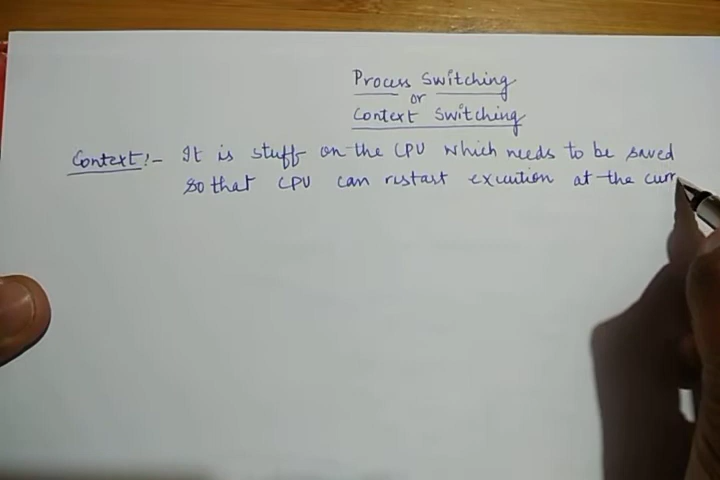 Process Switching
or
Context Switching
Context:- It is stuff on the CPU which needs to be saved
so that CPU can restart execution at the curr